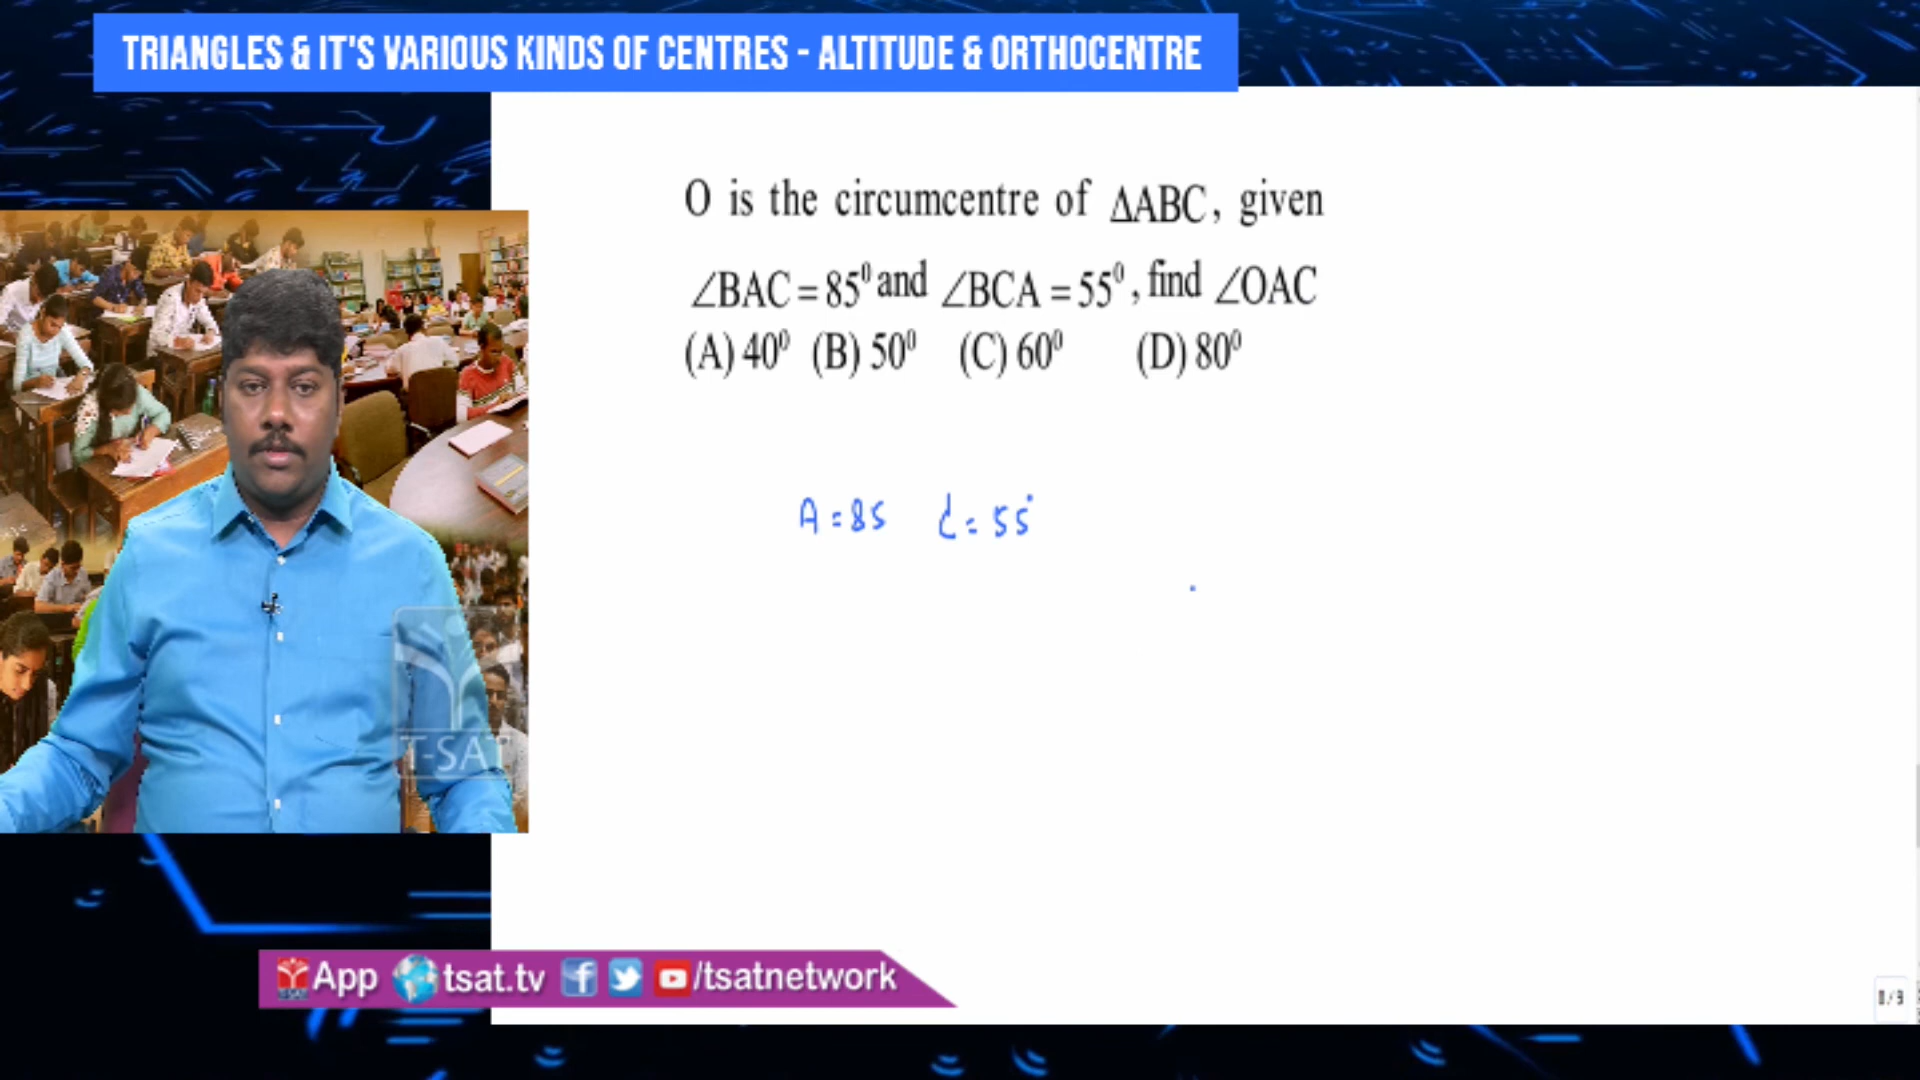 TRIANGLES & IT'S VARIOUS KINDS OF CENTRES - ALTITUDE & ORTHOCENTRE
O is the circumcentre of ΔABC, given
∠BAC = 85⁰ and ∠BCA = 55⁰, find ∠OAC
(A) 40⁰ (B) 50⁰ (C) 60⁰ (D) 80⁰
A = 85 C = 55°
T-SAT
App tsat.tv /tsatnetwork